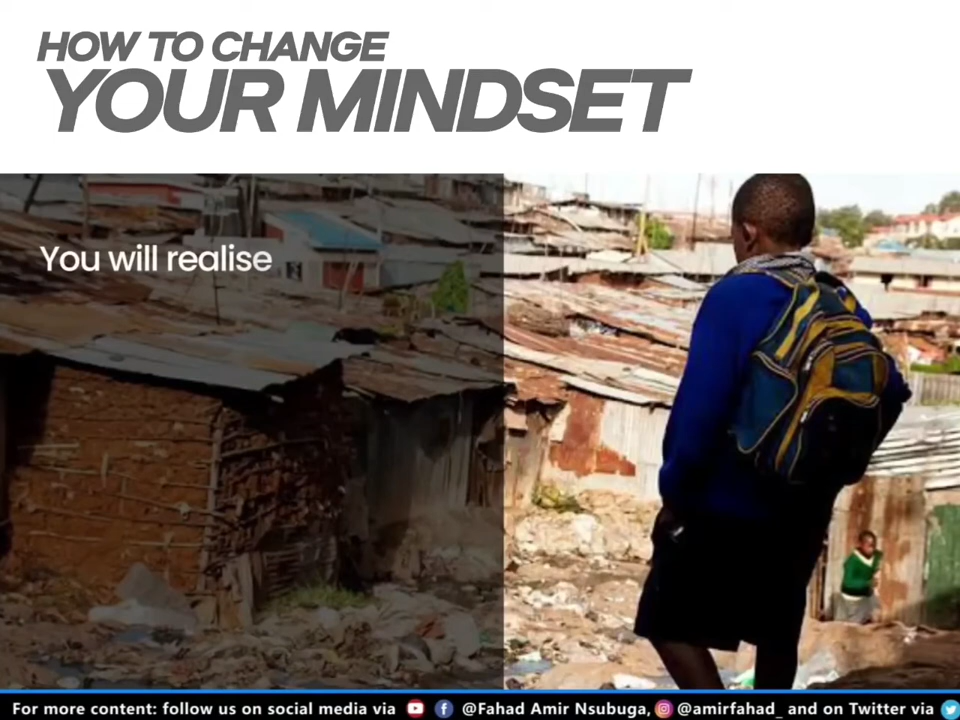 HOW TO CHANGE
YOUR MINDSET
You will realise
For more content: follow us on social media via @Fahad Amir Nsubuga, @amirfahad_ and on Twitter via